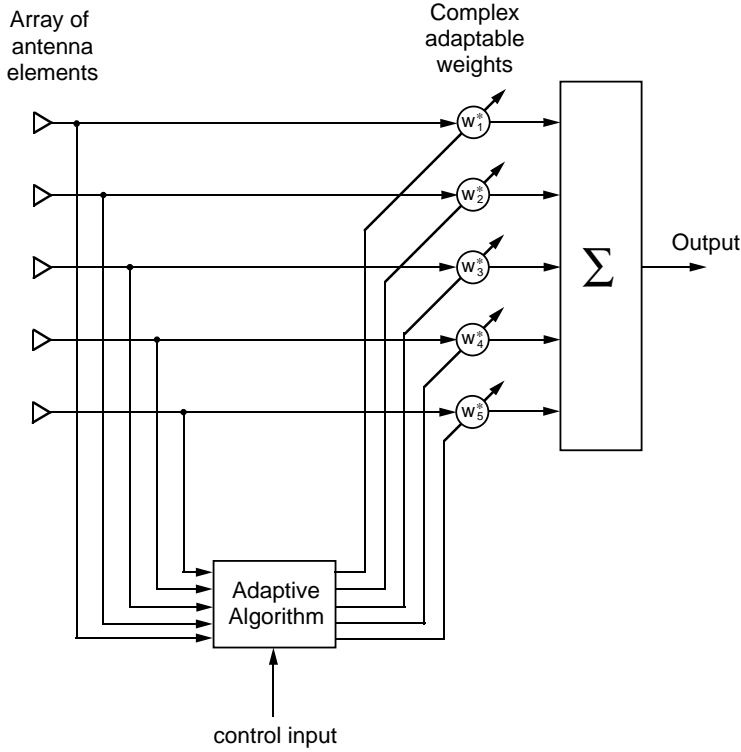 Array of
antenna
elements
Complex
adaptable
weights
w*1
w*2
w*3
w*4
w*5
Σ
Output
Adaptive
Algorithm
control input